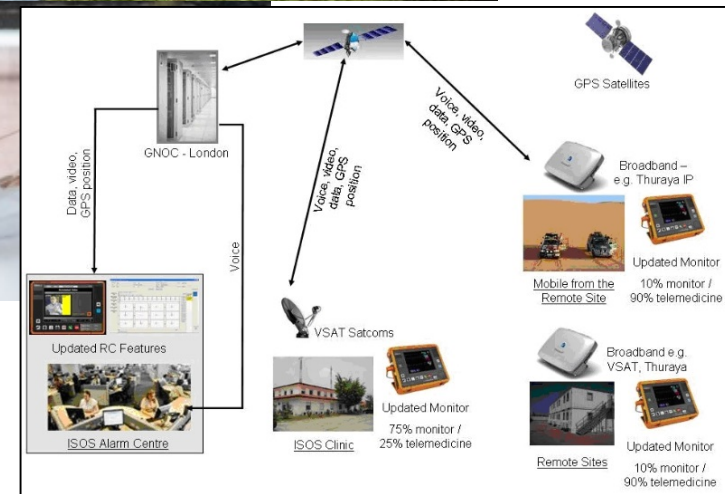 GPS Satellites
GNOC - London
Voice, video,
data, GPS
position
Voice, video,
data, GPS
position
Data, video,
GPS position
Voice
Broadband –
e.g. Thuraya IP
Updated Monitor
Mobile from the
Remote Site
10% monitor /
90% telemedicine
VSAT Satcoms
Updated RC Features
ISOS Alarm Centre
ISOS Clinic
Updated Monitor
75% monitor /
25% telemedicine
Broadband e.g.
VSAT, Thuraya
Remote Sites
Updated Monitor
10% monitor /
90% telemedicine